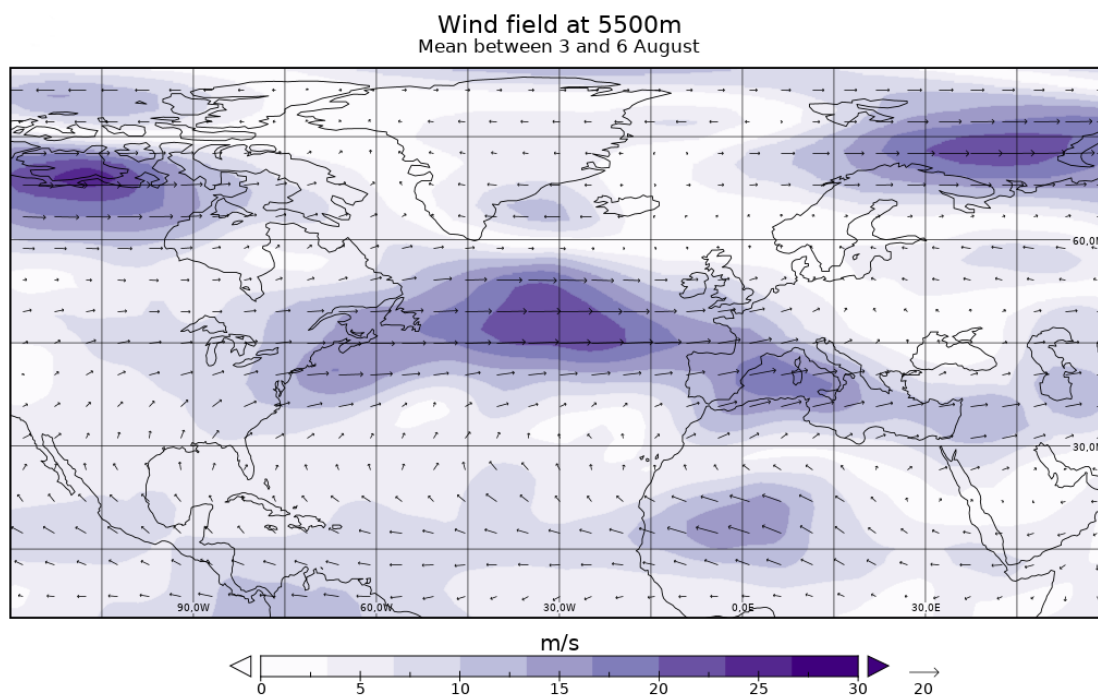 Wind field at 5500m
Mean between 3 and 6 August
60.0N
30.0N
90.0W 60.0W 30.0W 0.0E 30.0E
m/s
0 5 10 15 20 25 30 20